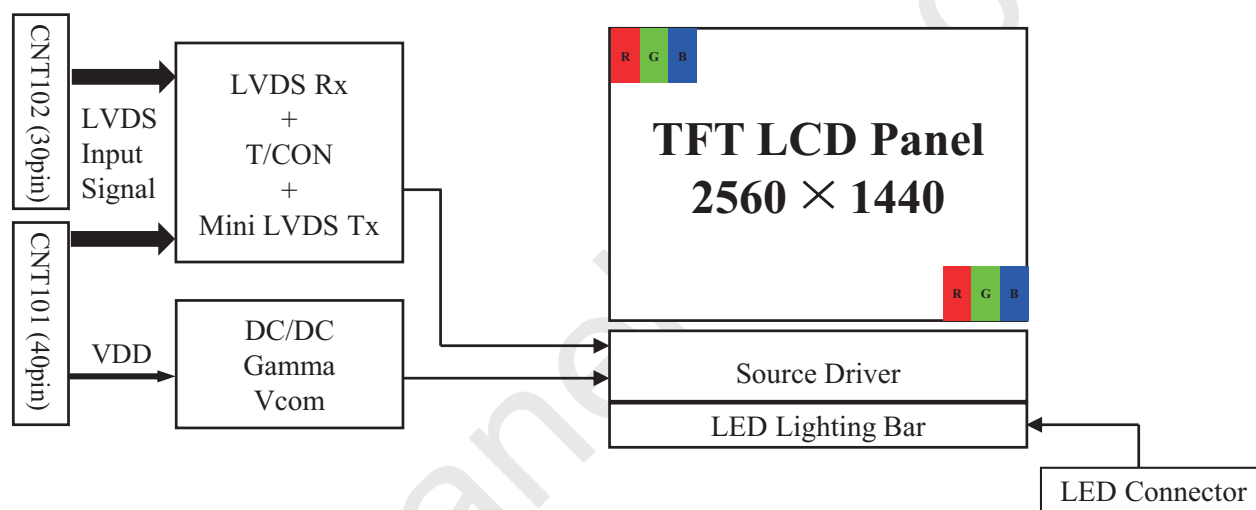 CNT102 (30pin)
LVDS
Input
Signal
CNT101 (40pin)
VDD
LVDS Rx
+
T/CON
+
Mini LVDS Tx
DC/DC
Gamma
Vcom
R G B
TFT LCD Panel
2560 × 1440
R G B
Source Driver
LED Lighting Bar
LED Connector